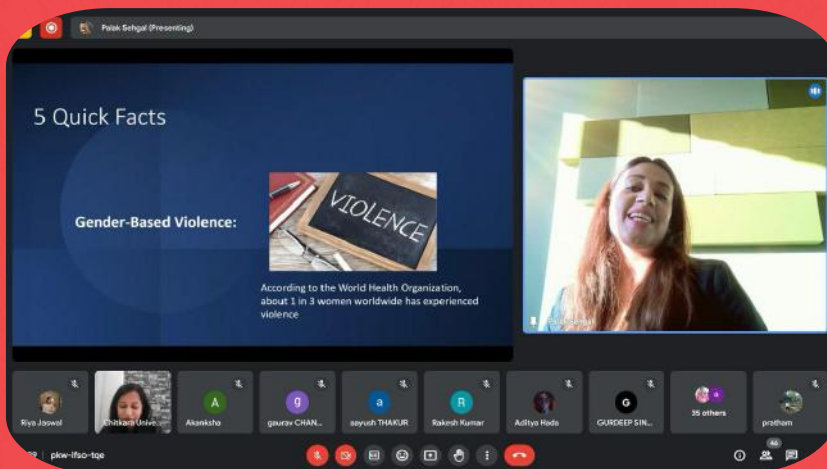 Palak Sehgal (Presenting)
5 Quick Facts
Gender-Based Violence:
VIOLENCE
According to the World Health Organization,
about 1 in 3 women worldwide has experienced
violence
Riya Jaswal
Chitkara Unive...
A
Akanksha
g
gaurav CHAN...
a
aayush THAKUR
R
Rakesh Kumar
Aditya Hada
G
GURDEEP SIN...
a
35 others
pratham
pkw-ifso-tqe
46